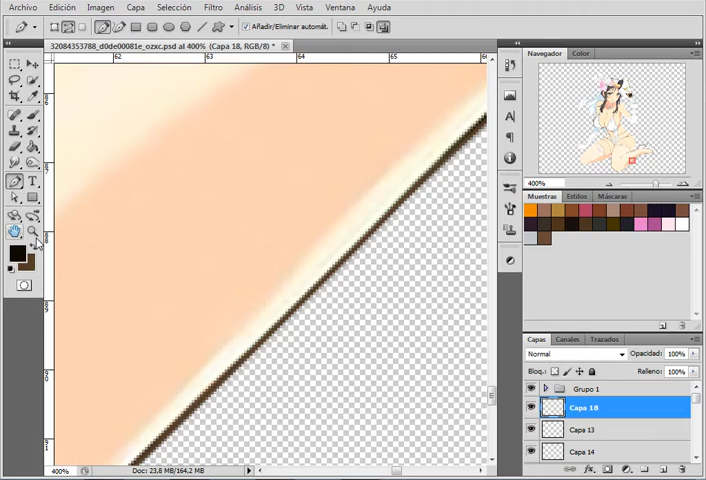 Archivo Edición Imagen Capa Selección Filtro Análisis 3D Vista Ventana Ayuda
Añadir/Eliminar automát.
32084353788_d0de00081e_ozxc.psd al 400% (Capa 18, RGB/8) *
62 63 64 65 66
Navegador Color
400%
Muestras Estilos Máscaras
Capas Canales Trazados
Normal Opacidad: 100%
Bloq.: Relleno: 100%
Grupo 1
Capa 18
Capa 13
Capa 14
400% Doc: 23,8 MB/164,2 MB